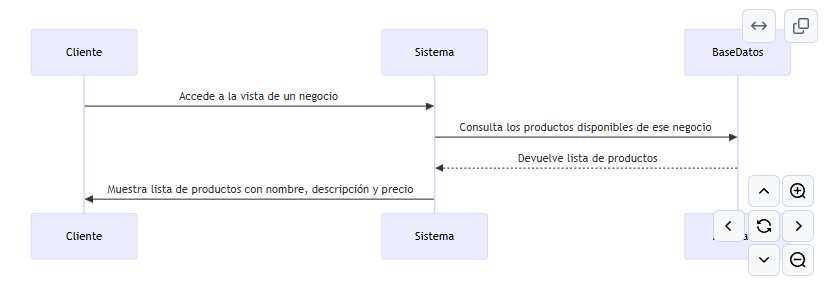 Cliente
Sistema
BaseDatos
Accede a la vista de un negocio
Consulta los productos disponibles de ese negocio
Devuelve lista de productos
Muestra lista de productos con nombre, descripción y precio
Cliente
Sistema